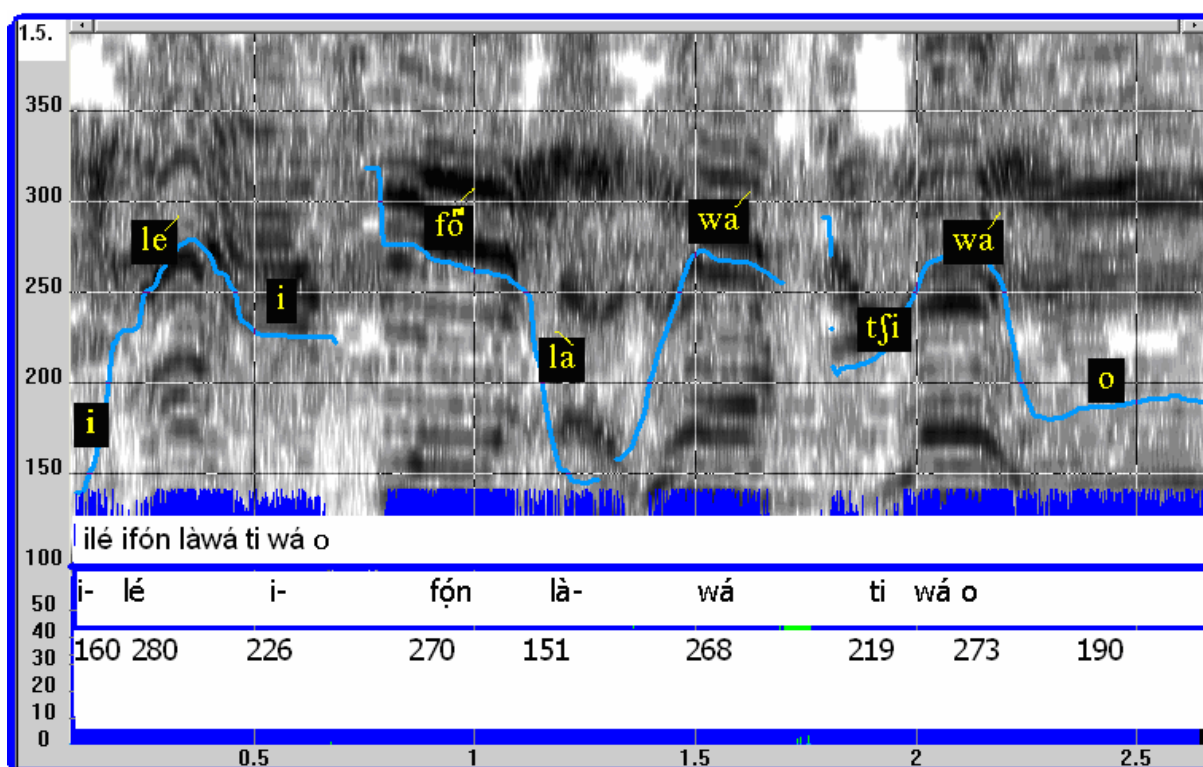 1.5.
350
300
250
200
150
100
50
40
30
20
10
0
i
le
i
la
wa
tʃi
wa
o
ilé ifón làwá ti wá o
i- lé i- fọ́n là- wá ti wá o
160 280 226 270 151 268 219 273 190
0.5 1 1.5 2 2.5